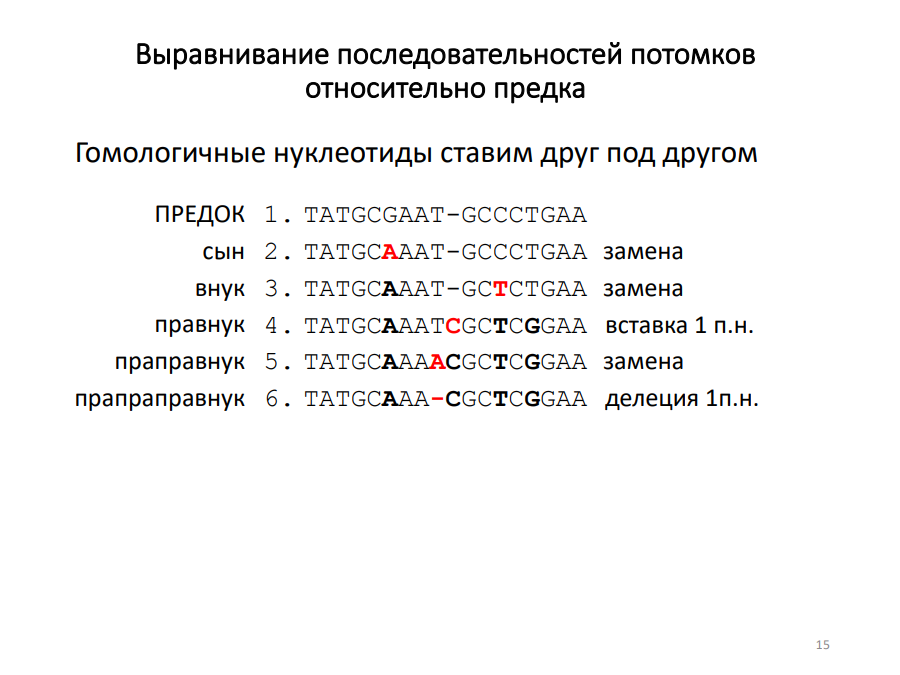 Выравнивание последовательностей потомков
относительно предка
Гомологичные нуклеотиды ставим друг под другом
ПРЕДОК 1. TATGCGAAT-GCCCTGAA
сын 2. TATGCAAAT-GCCCTGAA замена
внук 3. TATGCAAAT-GCTCTGAA замена
правнук 4. TATGCAAATCGCTCGGAA вставка 1 п.н.
праправнук 5. TATGCAAAACGCTCGGAA замена
прапраправнук 6. TATGCAAA-CGCTCGGAA делеция 1п.н.
15